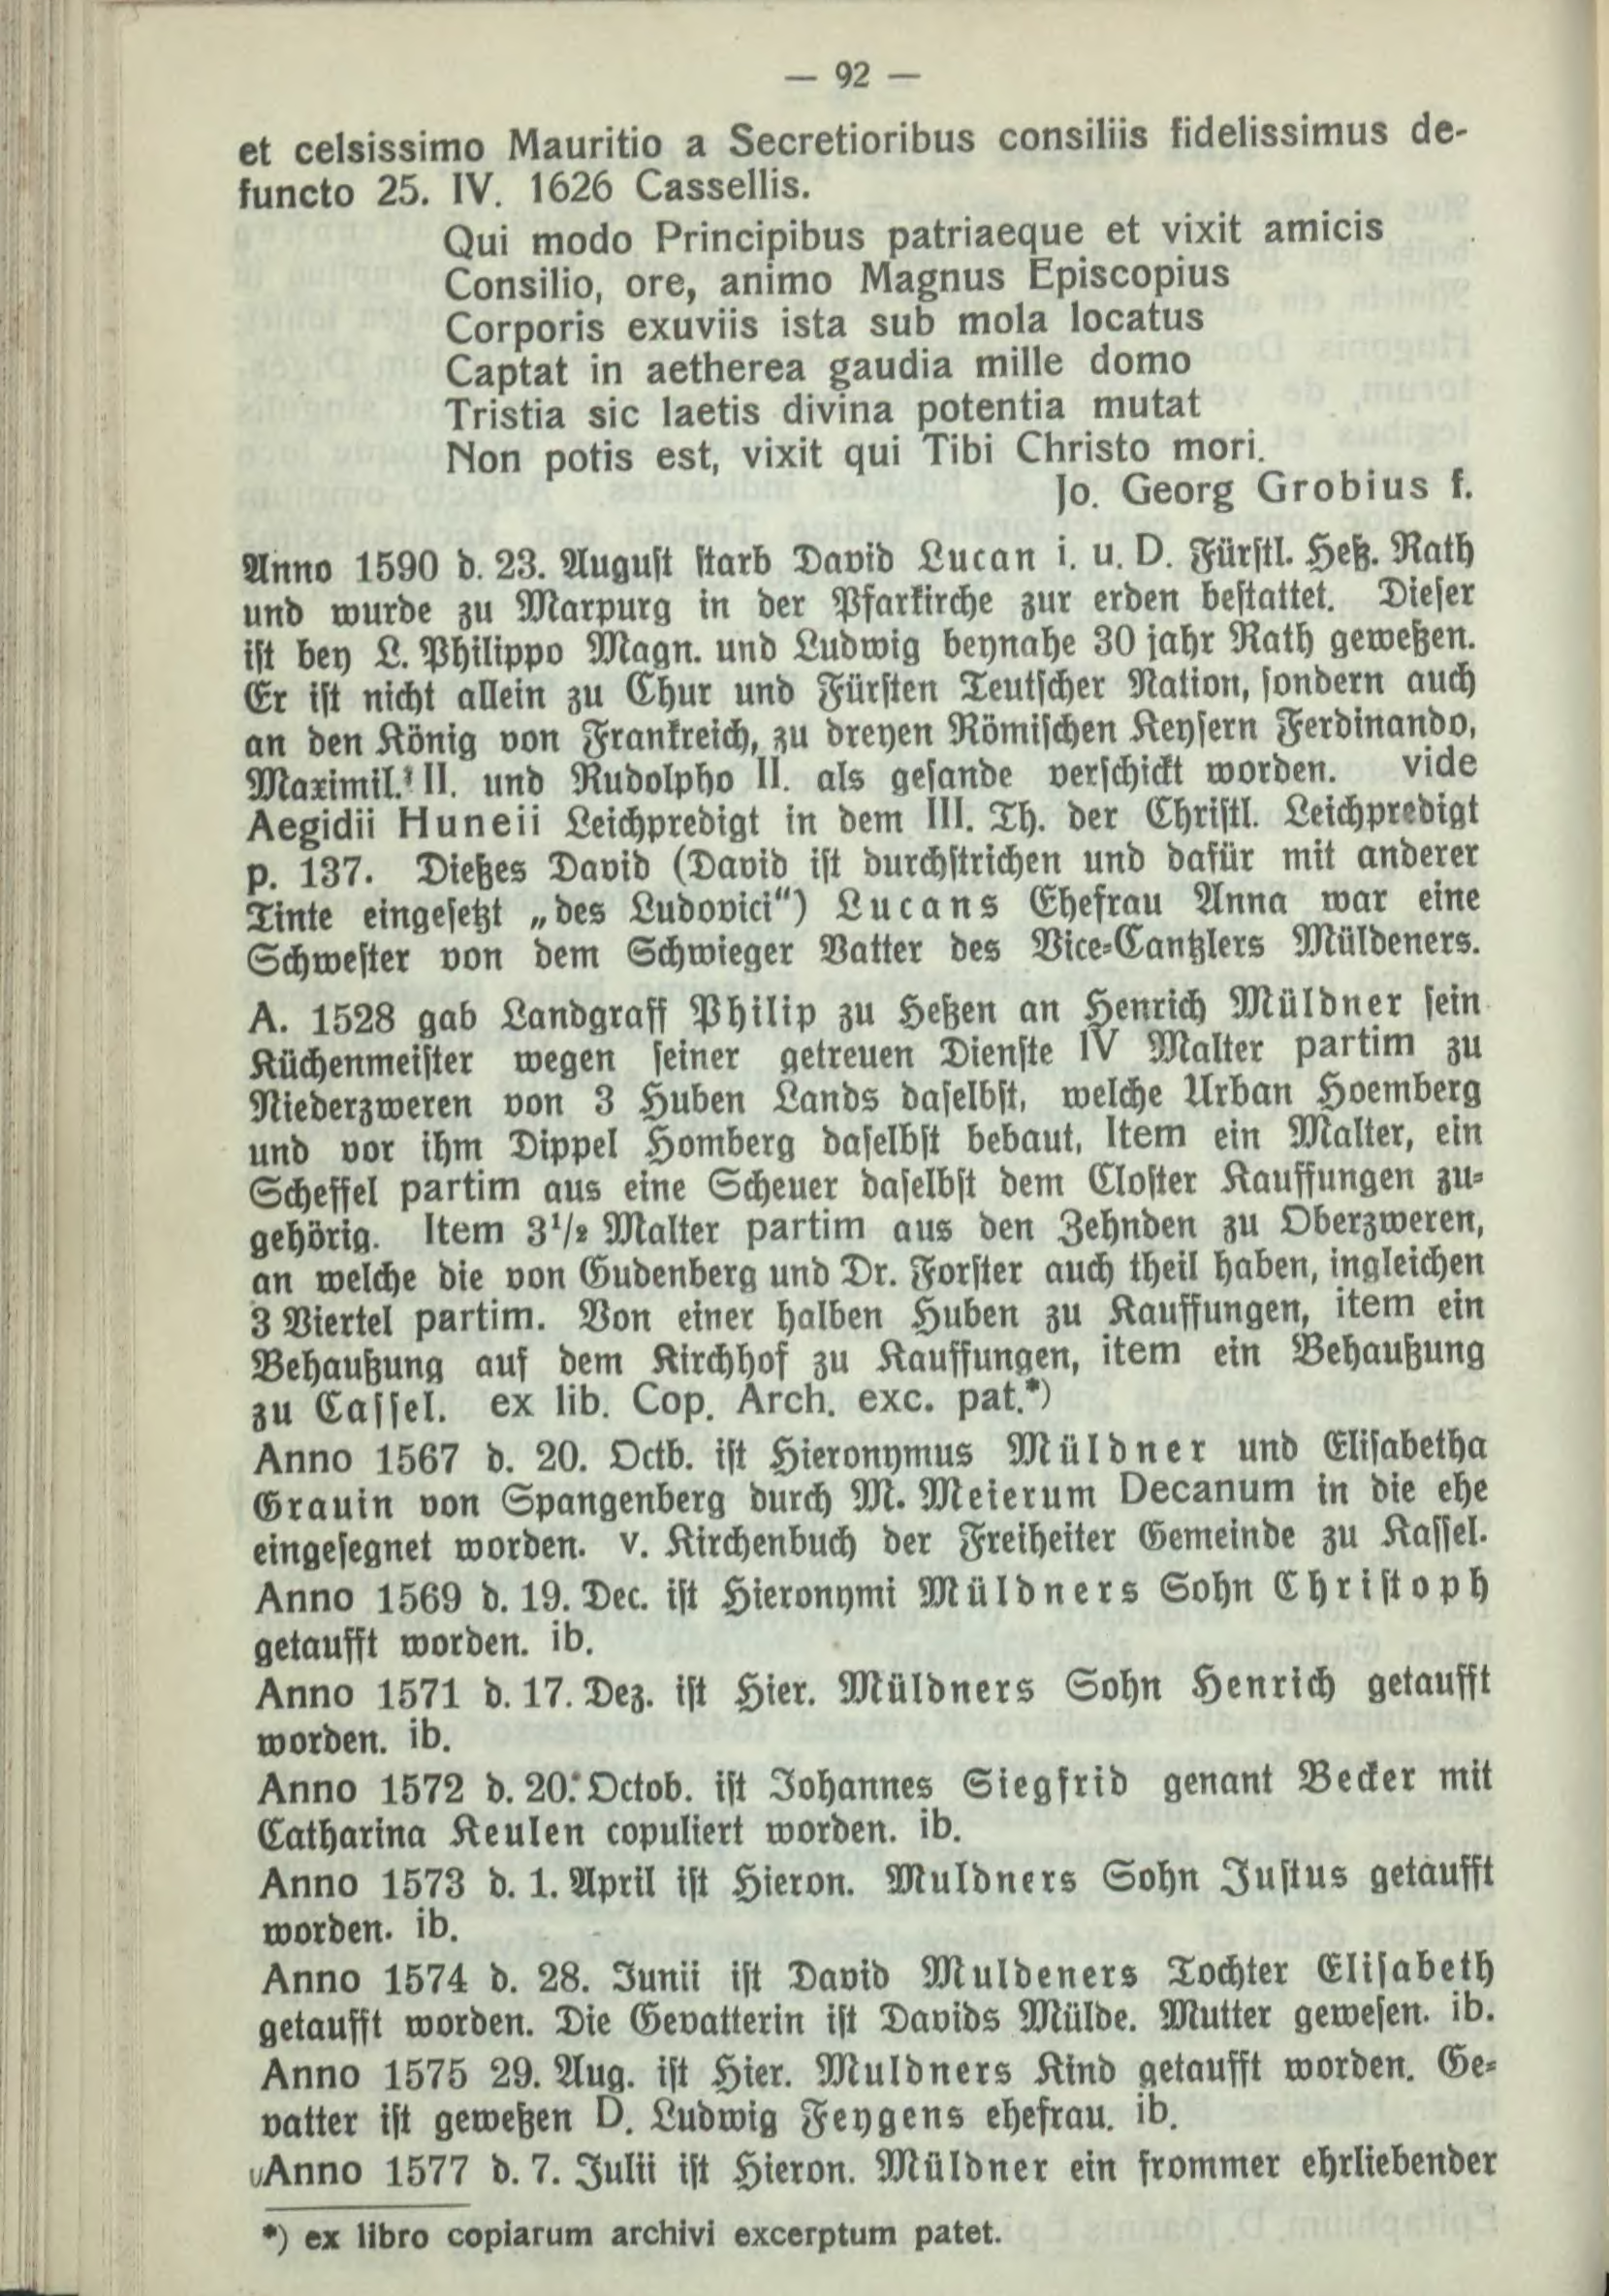 — 92 —
et celsissimo Mauritio a Secretioribus consiliis fidelissimus de-
functo 25. IV. 1626 Cassellis.
Qui modo Principibus patriaeque et vixit amicis
Consilio, ore, animo Magnus Episcopius
Corporis exuviis ista sub mola locatus
Captat in aetherea gaudia mille domo
Tristia sic laetis divina potentia mutat
Non potis est, vixit qui Tibi Christo mori.
Jo. Georg Grobius f.
Anno 1590 d. 23. August starb David Lucan i. u. D. Fürstl. Heß. Rath
und wurde zu Marpurg in der Pfarkirche zur erden bestattet. Dieser
ist bey L. Philippo Magn. und Ludwig beynahe 30 jahr Rath geweßen.
Er ist nicht allein zu Chur und Fürsten Teutscher Nation, sondern auch
an den König von Frankreich, zu dreyen Römischen Keysern Ferdinando,
Maximil. II. und Rudolpho II. als gesande verschickt worden. vide
Aegidii Huneii Leichpredigt in dem III. Th. der Christl. Leichpredigt
p. 137. Dießes David (David ist durchstrichen und dafür mit anderer
Tinte eingesetzt „des Ludovici“) Lucans Ehefrau Anna war eine
Schwester von dem Schwieger Vatter des Vice-Cantzlers Müldeners.
A. 1528 gab Landgraff Philip zu Heßen an Henrich Müldner sein
Küchenmeister wegen seiner getreuen Dienste IV Malter partim zu
Niederzweren von 3 Huben Lands daselbst, welche Urban Hoemberg
und vor ihm Dippel Homberg daselbst bebaut, Item ein Malter, ein
Scheffel partim aus eine Scheuer daselbst dem Closter Kauffungen zu-
gehörig. Item 3½ Malter partim aus den Zehnden zu Oberzweren,
an welche die von Gudenberg und Dr. Forster auch theil haben, ingleichen
3 Viertel partim. Von einer halben Huben zu Kauffungen, item ein
Behaußung auf dem Kirchhof zu Kauffungen, item ein Behaußung
zu Cassel. ex lib. Cop. Arch. exc. pat.*)
Anno 1567 d. 20. Octb. ist Hieronymus Müldner und Elisabetha
Grauin von Spangenberg durch M. Meierum Decanum in die ehe
eingesegnet worden. v. Kirchenbuch der Freiheiter Gemeinde zu Kassel.
Anno 1569 d. 19. Dec. ist Hieronymi Müldners Sohn Christoph
getaufft worden. ib.
Anno 1571 d. 17. Dez. ist Hier. Müldners Sohn Henrich getaufft
worden. ib.
Anno 1572 d. 20. Octob. ist Johannes Siegfrid genant Becker mit
Catharina Keulen copuliert worden. ib.
Anno 1573 d. 1. April ist Hieron. Muldners Sohn Justus getaufft
worden. ib.
Anno 1574 d. 28. Junii ist David Muldeners Tochter Elisabeth
getaufft worden. Die Gevatterin ist Davids Mülde. Mutter gewesen. ib.
Anno 1575 29. Aug. ist Hier. Muldners Kind getaufft worden. Ge-
vatter ist geweßen D. Ludwig Feygens ehefrau. ib.
Anno 1577 d. 7. Julii ist Hieron. Müldner ein frommer ehrliebender
*) ex libro copiarum archivi excerptum patet.